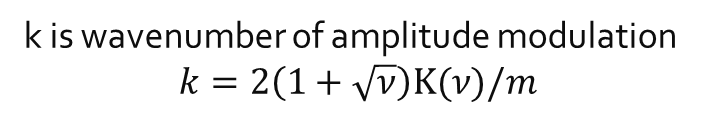 k is wavenumber of amplitude modulation
𝑘 = 2(1 + √𝜈)K(𝜈)/𝑚